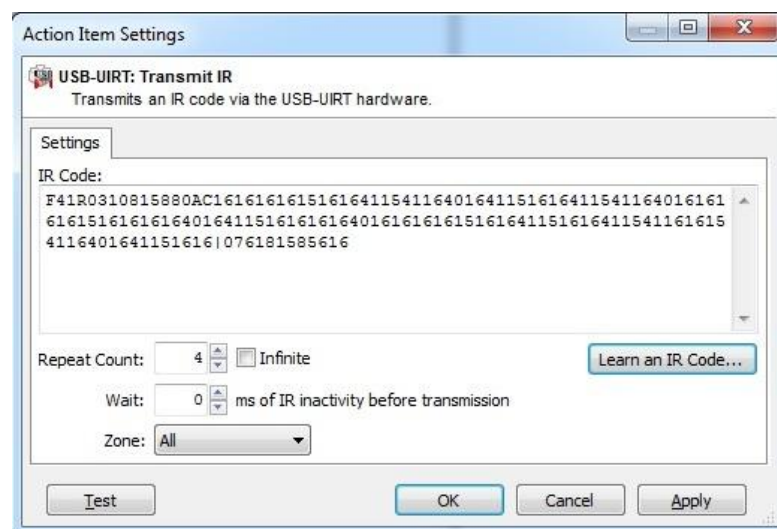 Action Item Settings
USB-UIRT: Transmit IR
Transmits an IR code via the USB-UIRT hardware.
Settings
IR Code:
F41R0310815880AC1616161615161641154116401641151616411541164016161
61615161616164016411516161616401616161615161641151616411541161615
4116401641151616|076181585616
Repeat Count: 4 Infinite
Learn an IR Code...
Wait: 0 ms of IR inactivity before transmission
Zone: All
Test OK Cancel Apply